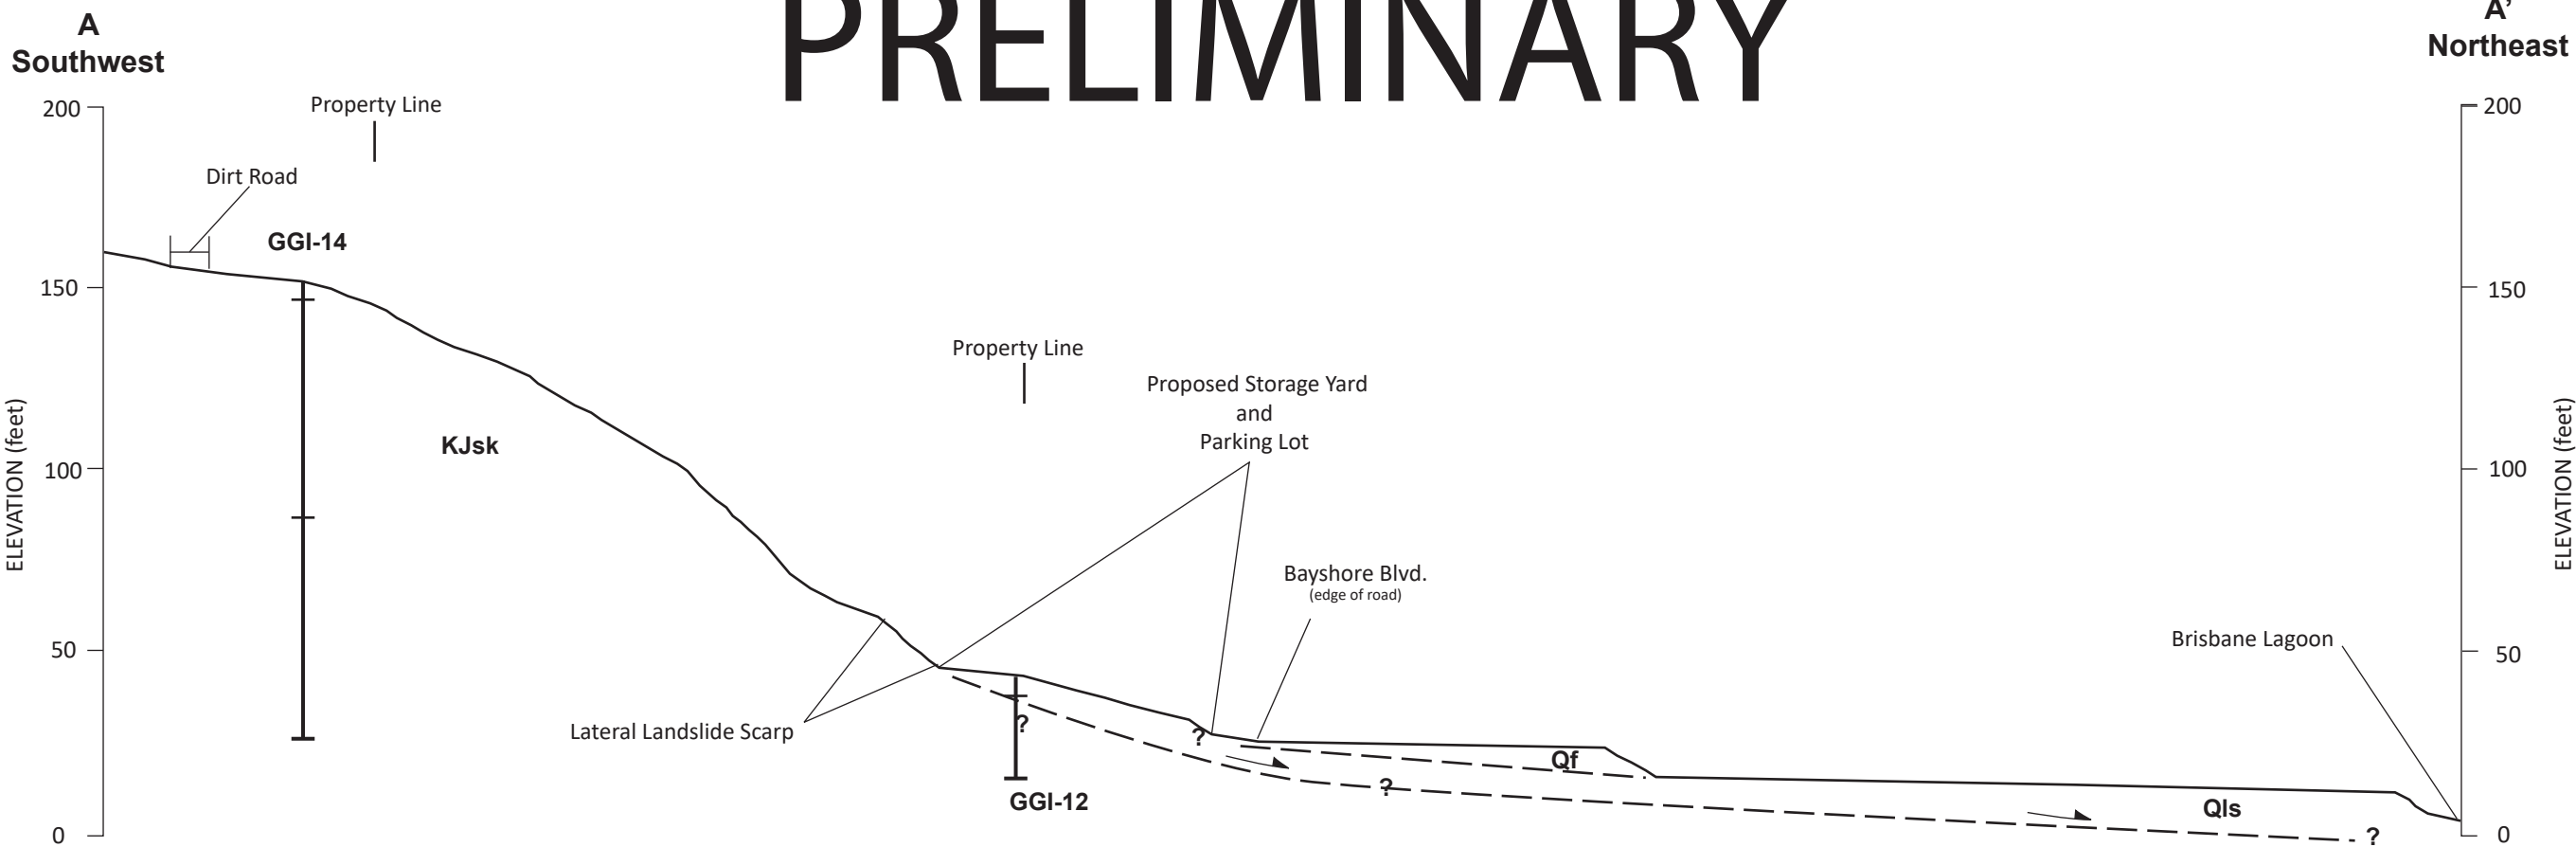 PRELIMINARY
A
Southwest
A’
Northeast
200
150
100
50
0
ELEVATION (feet)
Property Line
Dirt Road
GGI-14
KJsk
Property Line
Proposed Storage Yard
and
Parking Lot
Bayshore Blvd.
(edge of road)
Lateral Landslide Scarp
?
?
GGI-12
Qf
?
Brisbane Lagoon
Qls
?
200
150
100
50
0
ELEVATION (feet)